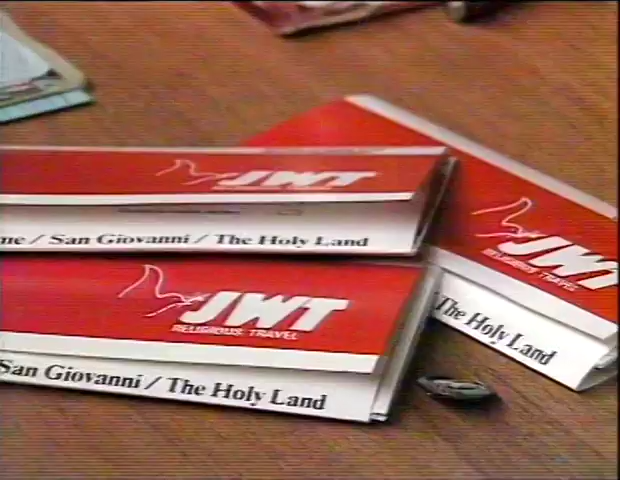 JWT
me / San Giovanni / The Holy Land
JWT
RELIGIOUS TRAVEL
San Giovanni / The Holy Land
JWT
RELIGIOUS TRAVEL
The Holy Land